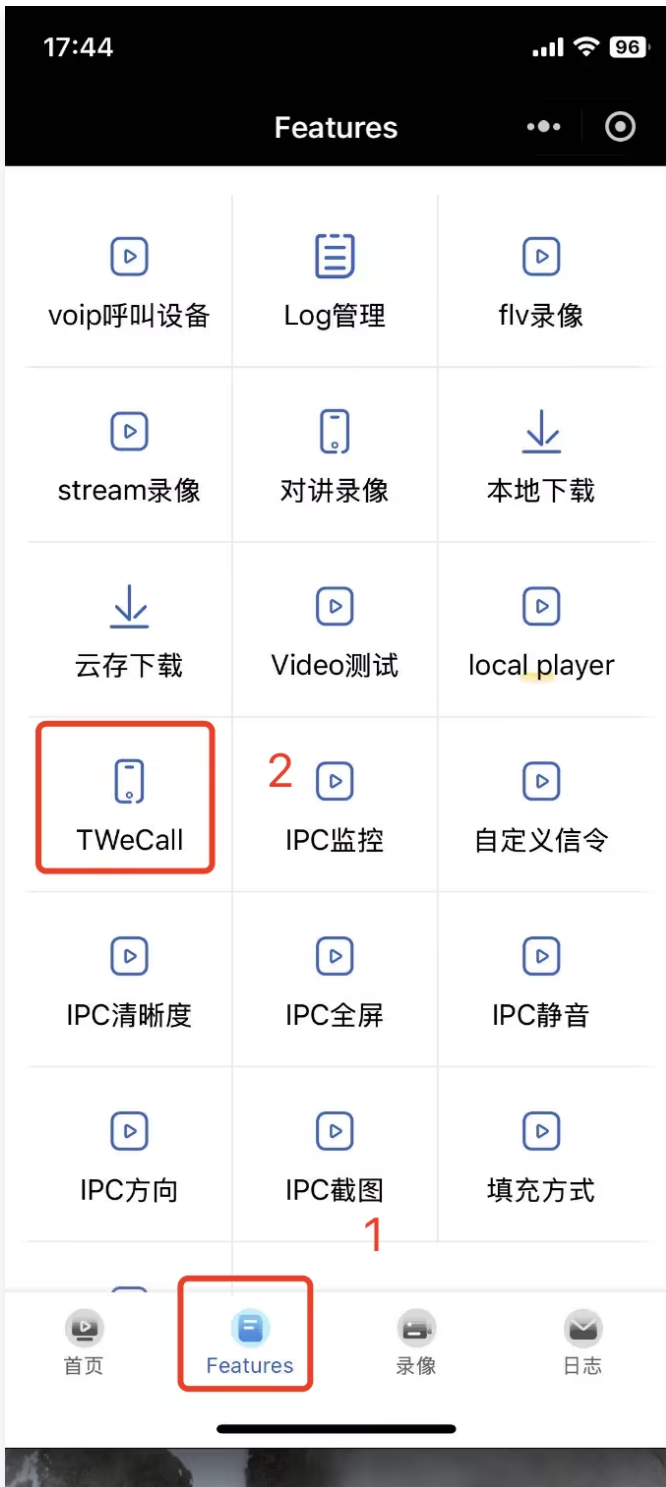 17:44
96
Features
voip呼叫设备
Log管理
flv录像
stream录像
对讲录像
本地下载
云存下载
Video测试
local player
2
TWeCall
IPC监控
自定义信令
IPC清晰度
IPC全屏
IPC静音
IPC方向
IPC截图
填充方式
1
首页
Features
录像
日志